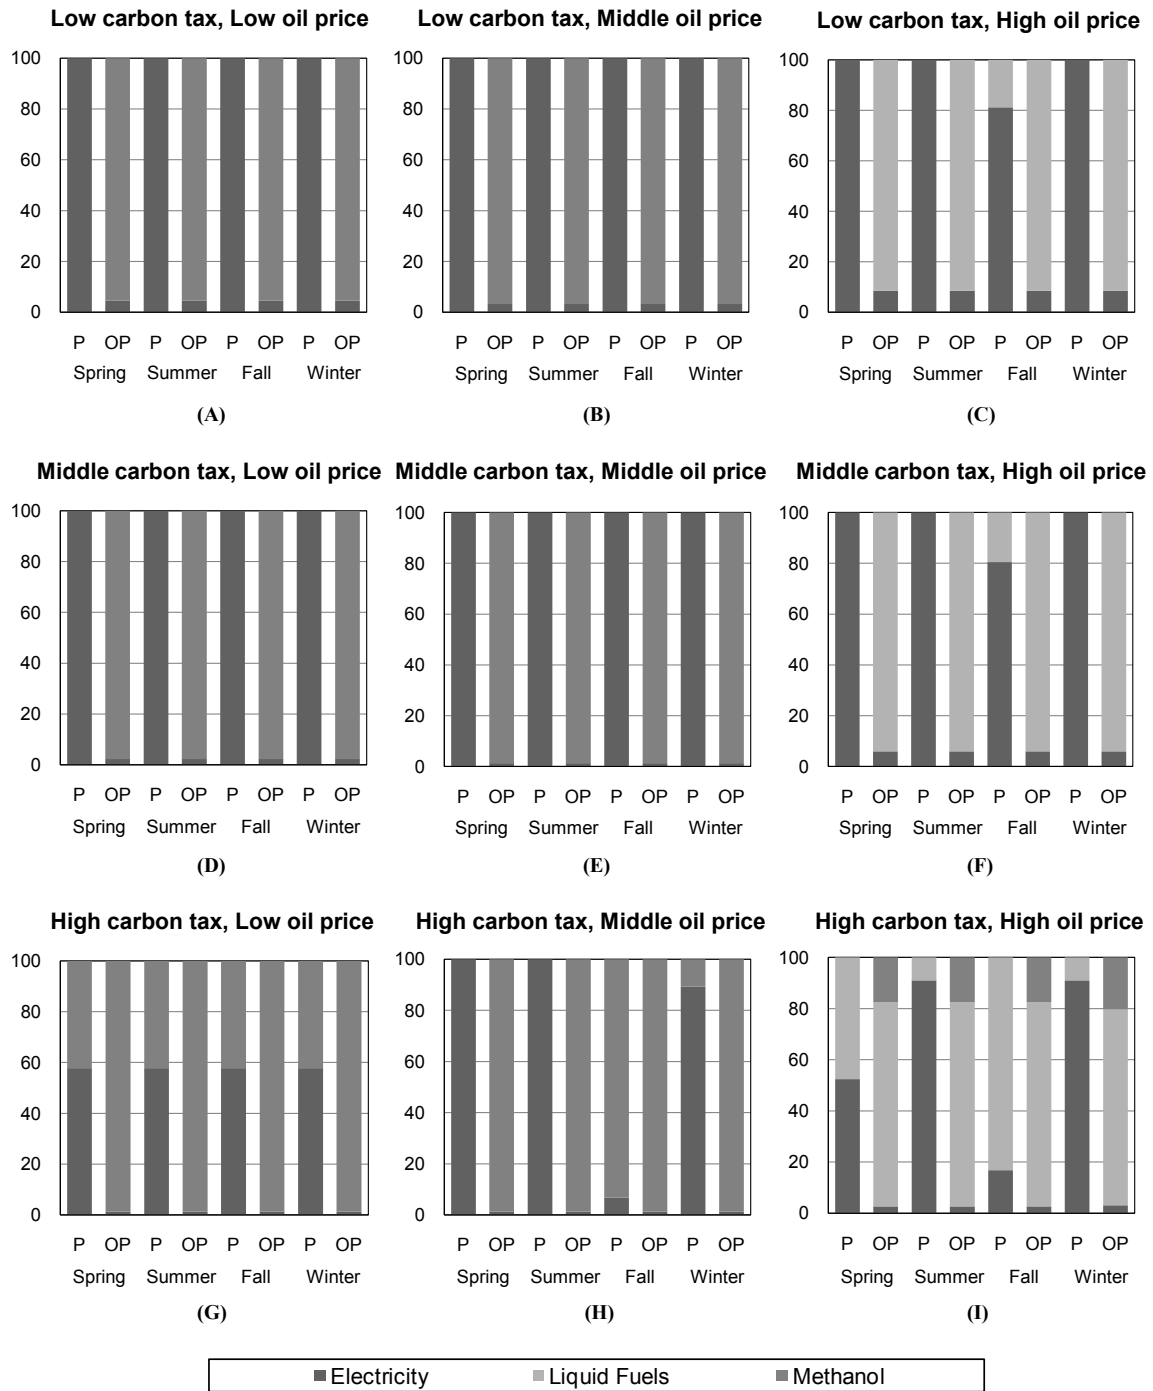 Low carbon tax, Low oil price
Low carbon tax, Middle oil price
Low carbon tax, High oil price
100 100 100
80 80 80
60 60 60
40 40 40
20 20 20
0 0 0
P OP P OP P OP P OP P OP P OP P OP P OP P OP P OP P OP P OP
Spring Summer Fall Winter Spring Summer Fall Winter Spring Summer Fall Winter
(A) (B) (C)
Middle carbon tax, Low oil price
Middle carbon tax, Middle oil price
Middle carbon tax, High oil price
100 100 100
80 80 80
60 60 60
40 40 40
20 20 20
0 0 0
P OP P OP P OP P OP P OP P OP P OP P OP P OP P OP P OP P OP
Spring Summer Fall Winter Spring Summer Fall Winter Spring Summer Fall Winter
(D) (E) (F)
High carbon tax, Low oil price
High carbon tax, Middle oil price
High carbon tax, High oil price
100 100 100
80 80 80
60 60 60
40 40 40
20 20 20
0 0 0
P OP P OP P OP P OP P OP P OP P OP P OP P OP P OP P OP P OP
Spring Summer Fall Winter Spring Summer Fall Winter Spring Summer Fall Winter
(G) (H) (I)
Electricity Liquid Fuels Methanol